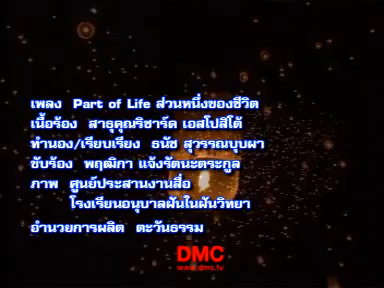 เพลง Part of Life ส่วนหนึ่งของชีวิต
เนื้อร้อง สาธุคุณริชาร์ด เอสโปสิโต้
ทำนอง/เรียบเรียง ธนัช สุวรรณบุบผา
ขับร้อง พฤฒิกา แจ้งรัตนะตระกูล
ภาพ ศูนย์ประสานงานสื่อ
โรงเรียนอนุบาลฝันในฝันวิทยา
อำนวยการผลิต ตะวันธรรม
DMC
www.dmc.tv